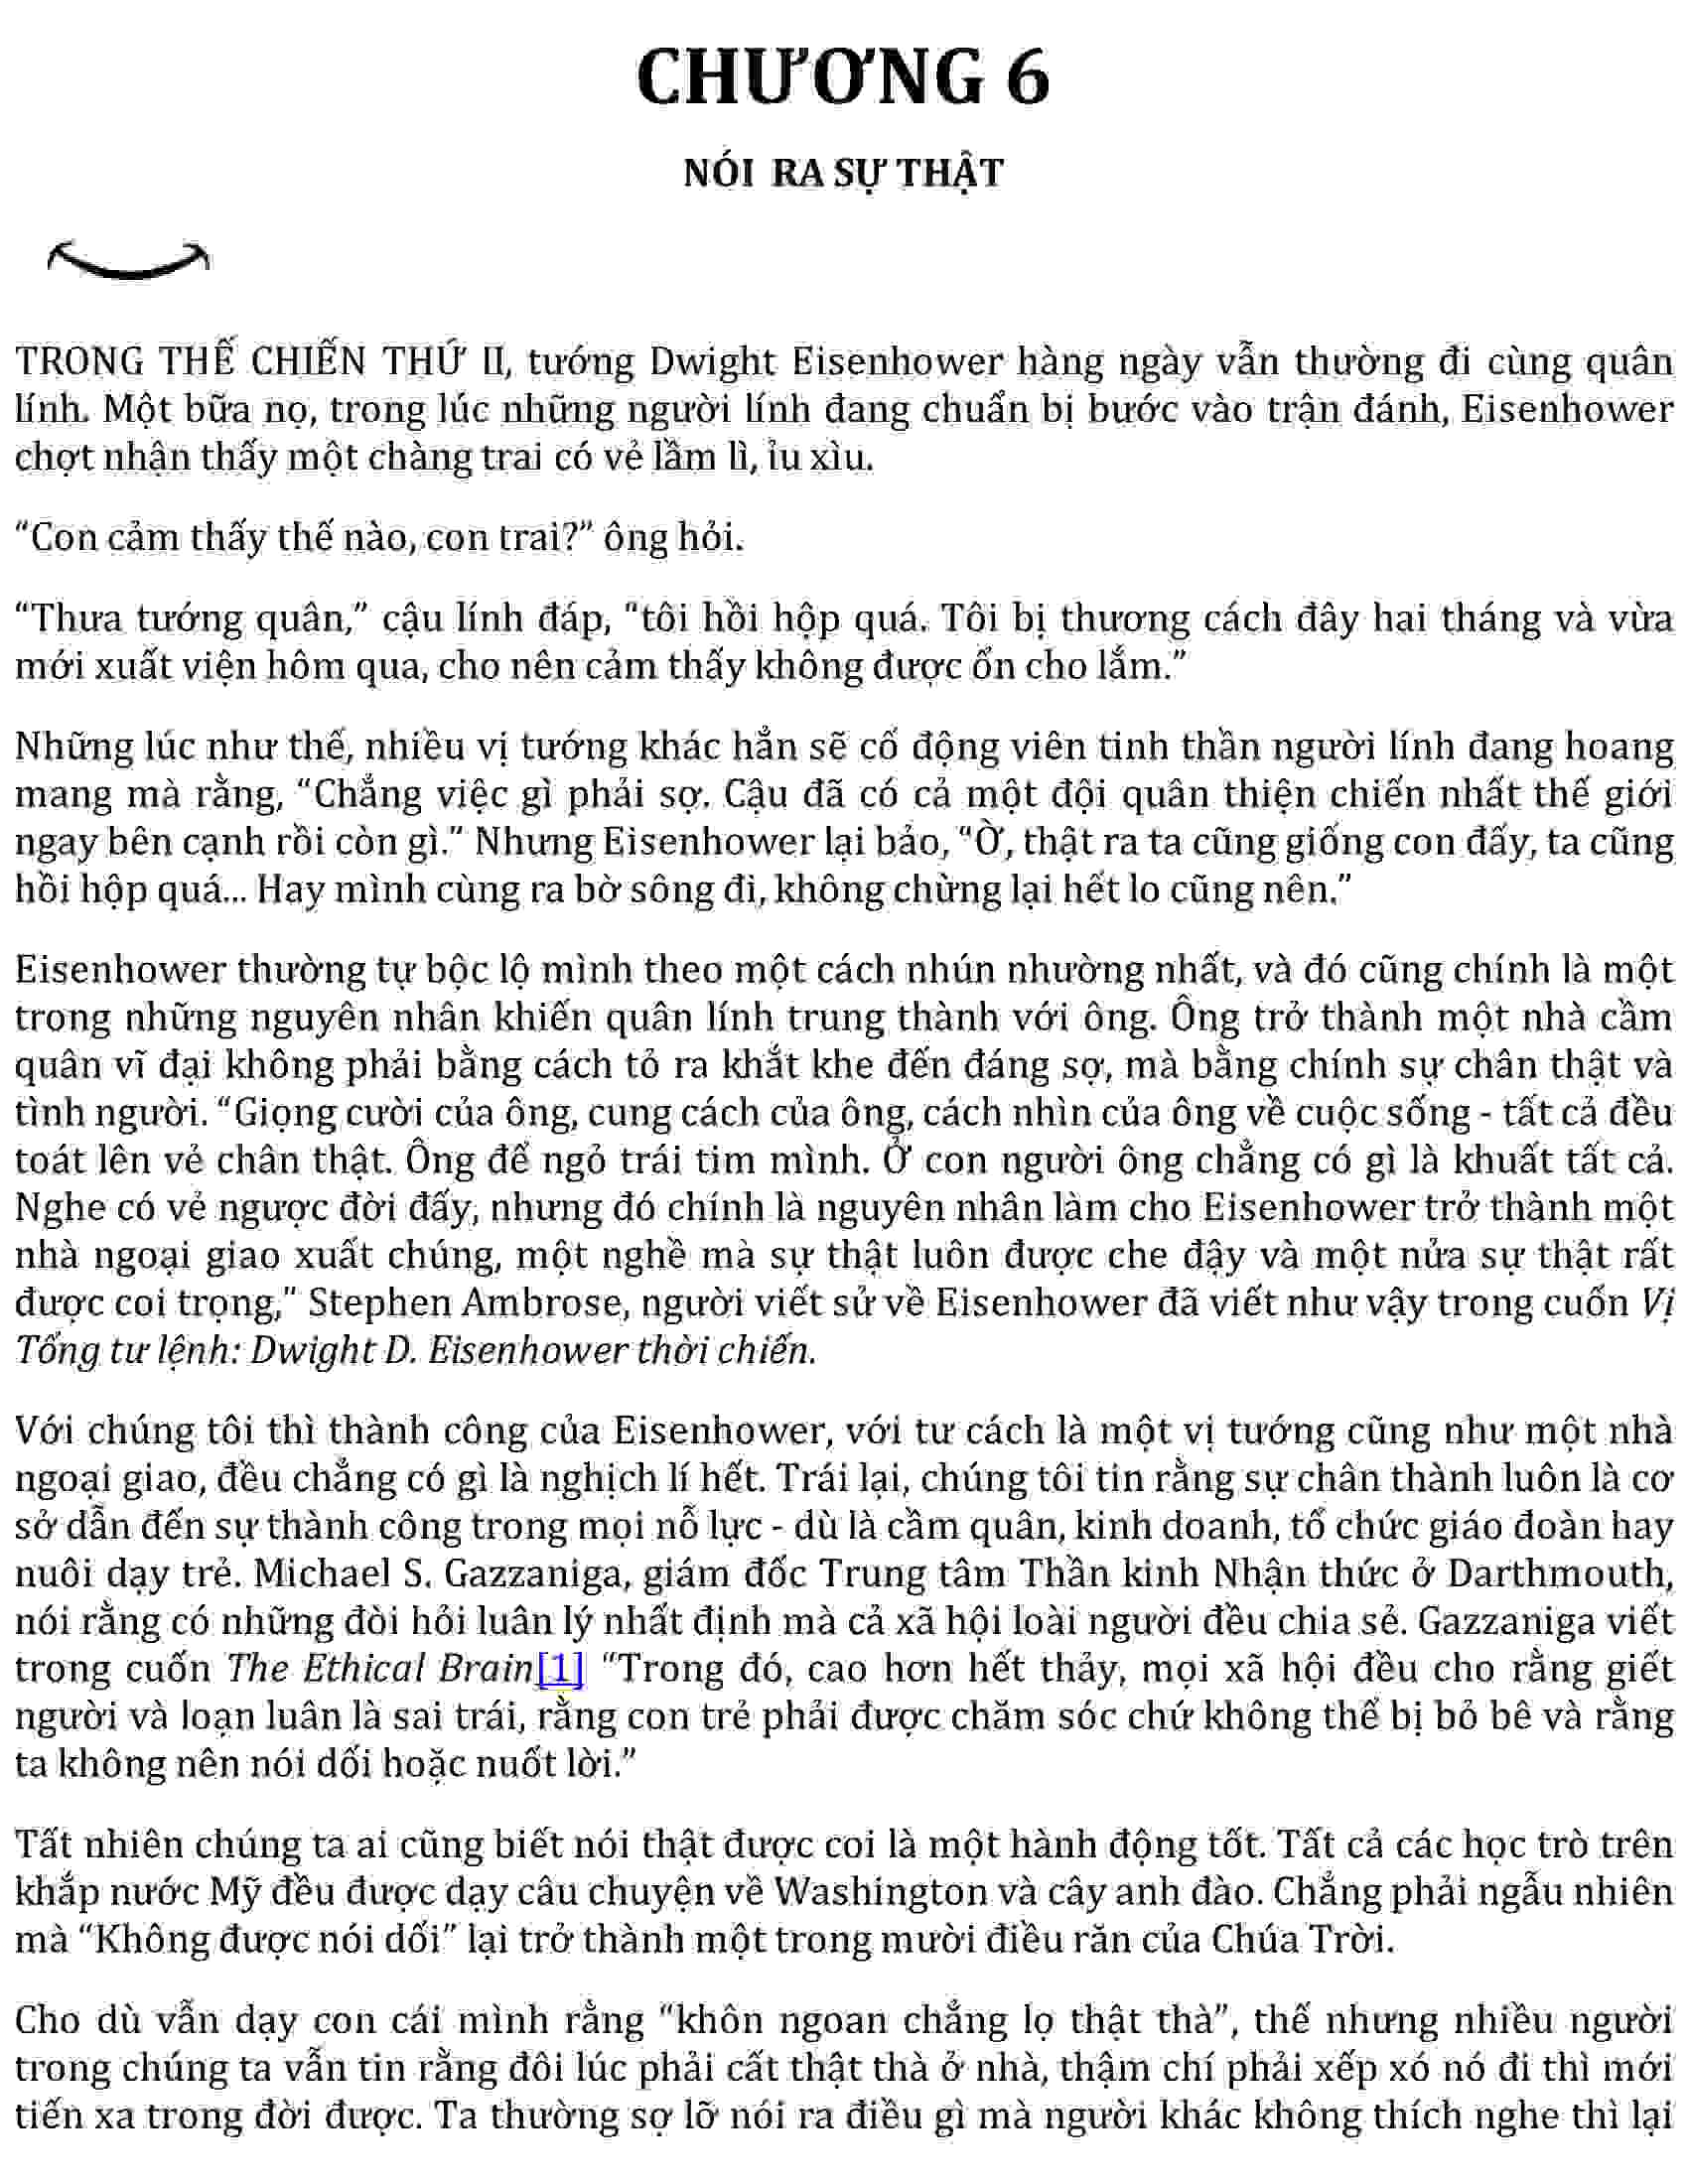 CHƯƠNG 6
NÓI RA SỰ THẬT
TRONG THẾ CHIẾN THỨ II, tướng Dwight Eisenhower hàng ngày vẫn thường đi cùng quân
lính. Một bữa nọ, trong lúc những người lính đang chuẩn bị bước vào trận đánh, Eisenhower
chợt nhận thấy một chàng trai có vẻ lầm lì, ỉu xìu.
“Con cảm thấy thế nào, con trai?” ông hỏi.
“Thưa tướng quân,” cậu lính đáp, “tôi hồi hộp quá. Tôi bị thương cách đây hai tháng và vừa
mới xuất viện hôm qua, cho nên cảm thấy không được ổn cho lắm.”
Những lúc như thế, nhiều vị tướng khác hẳn sẽ cố động viên tinh thần người lính đang hoang
mang mà rằng, “Chẳng việc gì phải sợ. Cậu đã có cả một đội quân thiện chiến nhất thế giới
ngay bên cạnh rồi còn gì.” Nhưng Eisenhower lại bảo, “Ờ, thật ra ta cũng giống con đấy, ta cũng
hồi hộp quá... Hay mình cùng ra bờ sông đi, không chừng lại hết lo cũng nên.”
Eisenhower thường tự bộc lộ mình theo một cách nhún nhường nhất, và đó cũng chính là một
trong những nguyên nhân khiến quân lính trung thành với ông. Ông trở thành một nhà cầm
quân vĩ đại không phải bằng cách tỏ ra khắt khe đến đáng sợ, mà bằng chính sự chân thật và
tình người. “Giọng cười của ông, cung cách của ông, cách nhìn của ông về cuộc sống - tất cả đều
toát lên vẻ chân thật. Ông để ngỏ trái tim mình. Ở con người ông chẳng có gì là khuất tất cả.
Nghe có vẻ ngược đời đấy, nhưng đó chính là nguyên nhân làm cho Eisenhower trở thành một
nhà ngoại giao xuất chúng, một nghề mà sự thật luôn được che đậy và một nửa sự thật rất
được coi trọng,” Stephen Ambrose, người viết sử về Eisenhower đã viết như vậy trong cuốn Vị
Tổng tư lệnh: Dwight D. Eisenhower thời chiến.
Với chúng tôi thì thành công của Eisenhower, với tư cách là một vị tướng cũng như một nhà
ngoại giao, đều chẳng có gì là nghịch lí hết. Trái lại, chúng tôi tin rằng sự chân thành luôn là cơ
sở dẫn đến sự thành công trong mọi nỗ lực - dù là cầm quân, kinh doanh, tổ chức giáo đoàn hay
nuôi dạy trẻ. Michael S. Gazzaniga, giám đốc Trung tâm Thần kinh Nhận thức ở Darthmouth,
nói rằng có những đòi hỏi luân lý nhất định mà cả xã hội loài người đều chia sẻ. Gazzaniga viết
trong cuốn The Ethical Brain[1] “Trong đó, cao hơn hết thảy, mọi xã hội đều cho rằng giết
người và loạn luân là sai trái, rằng con trẻ phải được chăm sóc chứ không thể bị bỏ bê và rằng
ta không nên nói dối hoặc nuốt lời.”
Tất nhiên chúng ta ai cũng biết nói thật được coi là một hành động tốt. Tất cả các học trò trên
khắp nước Mỹ đều được dạy câu chuyện về Washington và cây anh đào. Chẳng phải ngẫu nhiên
mà “Không được nói dối” lại trở thành một trong mười điều răn của Chúa Trời.
Cho dù vẫn dạy con cái mình rằng “khôn ngoan chẳng lọ thật thà”, thế nhưng nhiều người
trong chúng ta vẫn tin rằng đôi lúc phải cất thật thà ở nhà, thậm chí phải xếp xó nó đi thì mới
tiến xa trong đời được. Ta thường sợ lỡ nói ra điều gì mà người khác không thích nghe thì lại